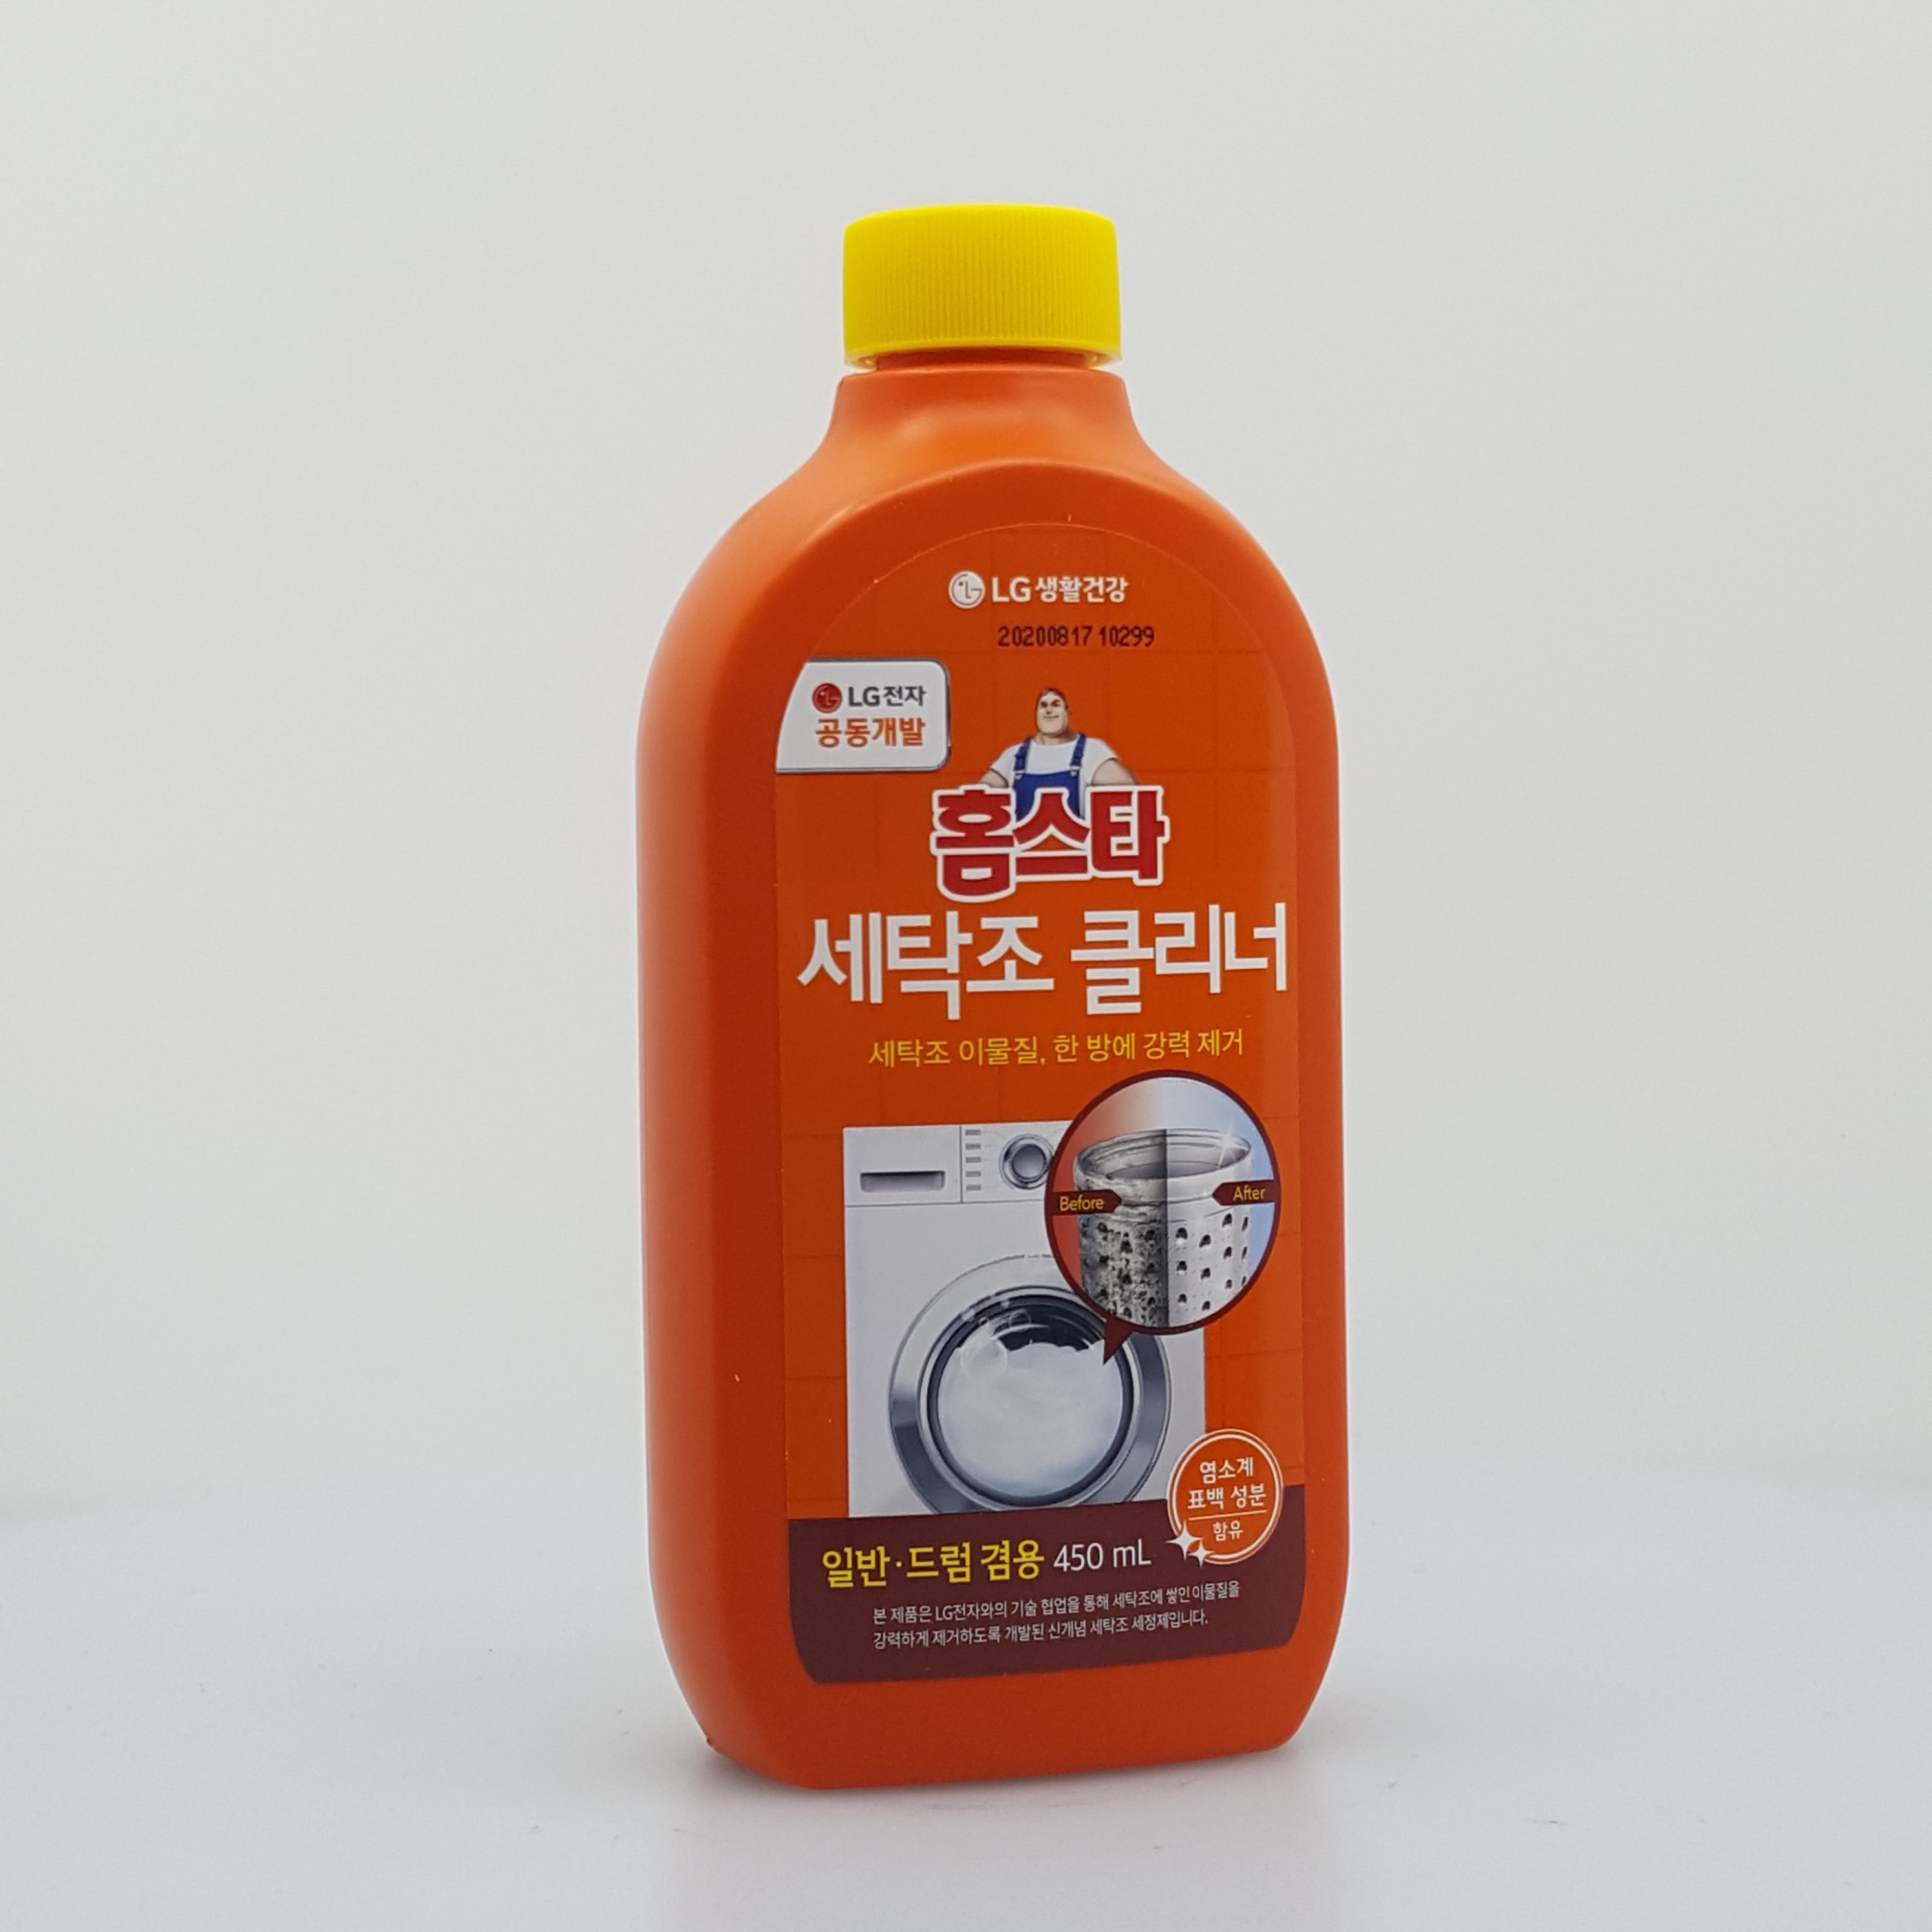 LG생활건강
20200817 10299
LG전자
공동개발
홈스타
세탁조 클리너
세탁조 이물질, 한 방에 강력 제거
Before
After
염소계
표백 성분
함유
일반·드럼 겸용 450 mL
본 제품은 LG전자와의 기술 협업을 통해 세탁조에 쌓인 이물질을
강력하게 제거하도록 개발된 신개념 세탁조 세정제입니다.